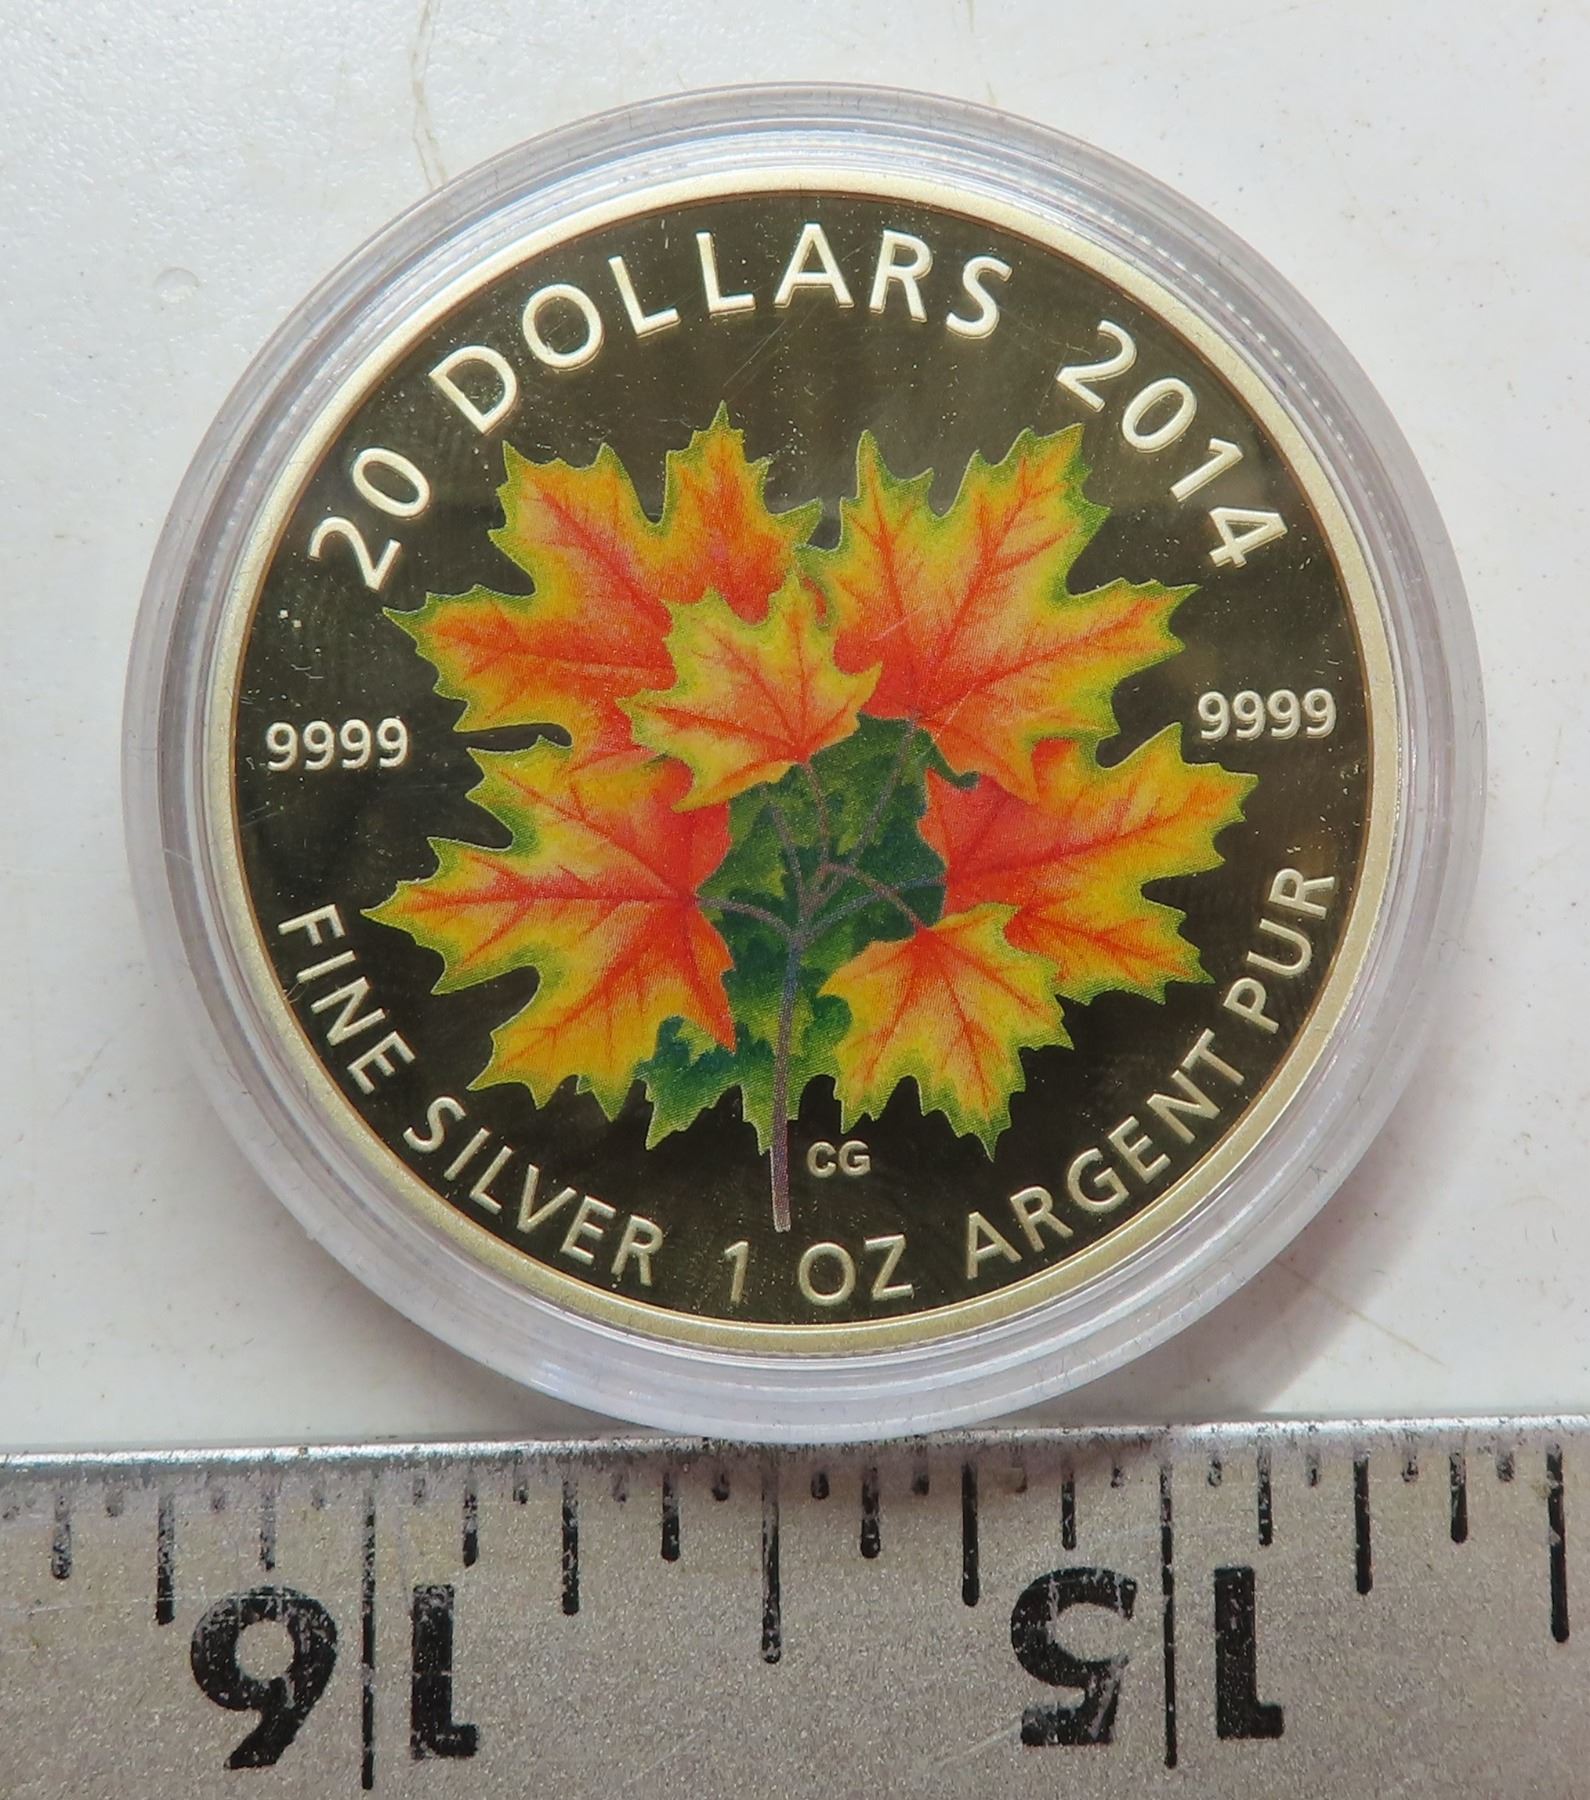 20 DOLLARS 2014
9999
9999
FINE SILVER 1 OZ ARGENT PUR
CG
16
15